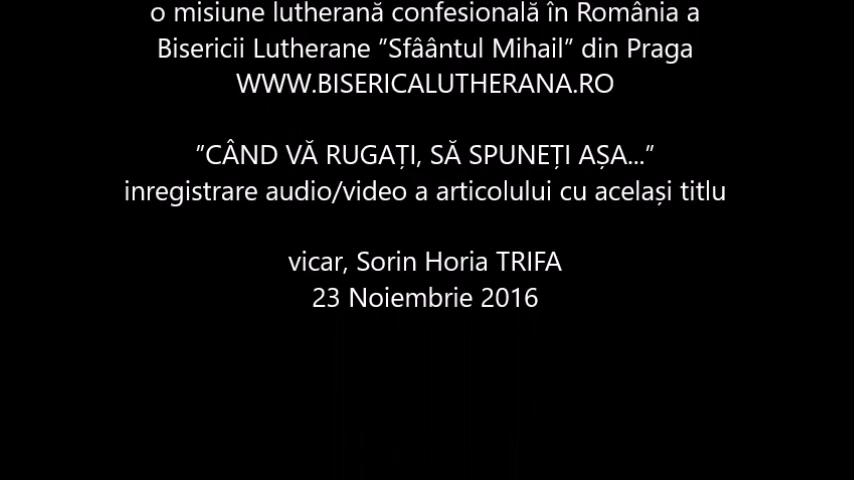 o misiune lutherană confesională în România a
Bisericii Lutherane ”Sfâântul Mihail” din Praga
WWW.BISERICALUTHERANA.RO
”CÂND VĂ RUGAȚI, SĂ SPUNEȚI AȘA...”
inregistrare audio/video a articolului cu același titlu
vicar, Sorin Horia TRIFA
23 Noiembrie 2016